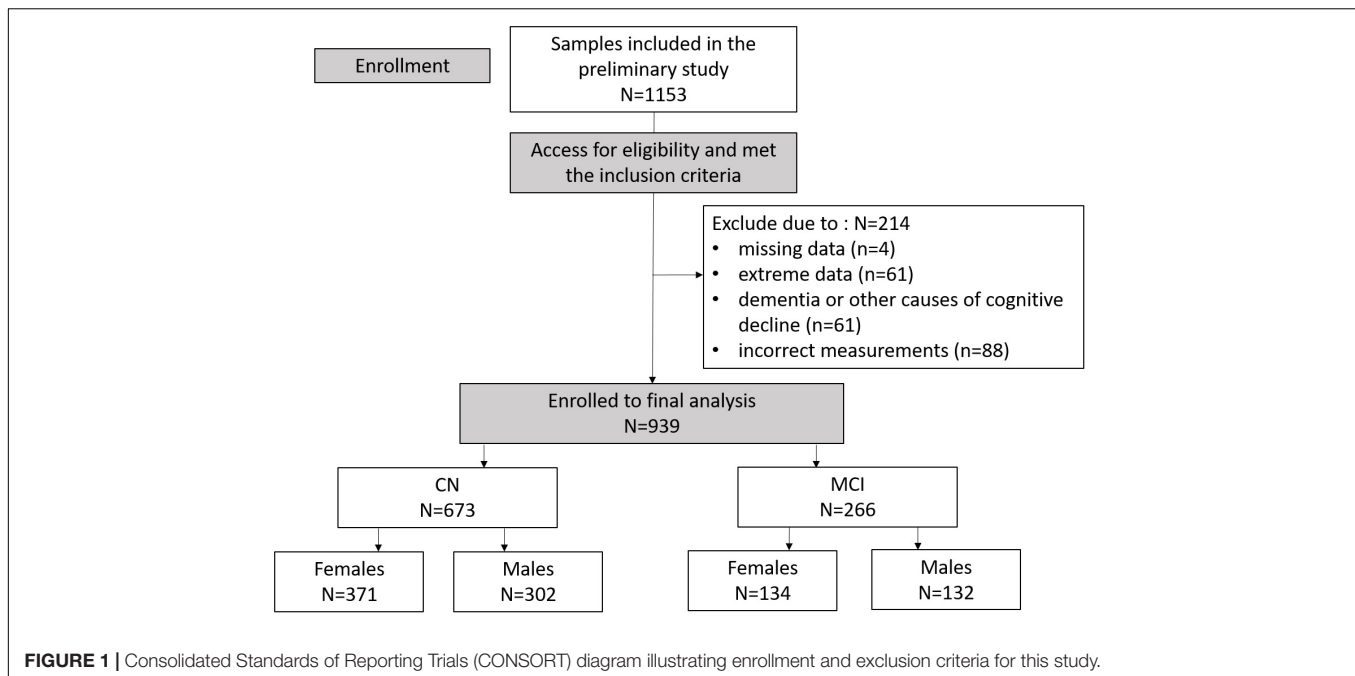 Enrollment
Samples included in the
preliminary study
N=1153
Access for eligibility and met
the inclusion criteria
Exclude due to : N=214
• missing data (n=4)
• extreme data (n=61)
• dementia or other causes of cognitive
decline (n=61)
• incorrect measurements (n=88)
Enrolled to final analysis
N=939
CN
N=673
MCI
N=266
Females
N=371
Males
N=302
Females
N=134
Males
N=132
FIGURE 1 | Consolidated Standards of Reporting Trials (CONSORT) diagram illustrating enrollment and exclusion criteria for this study.